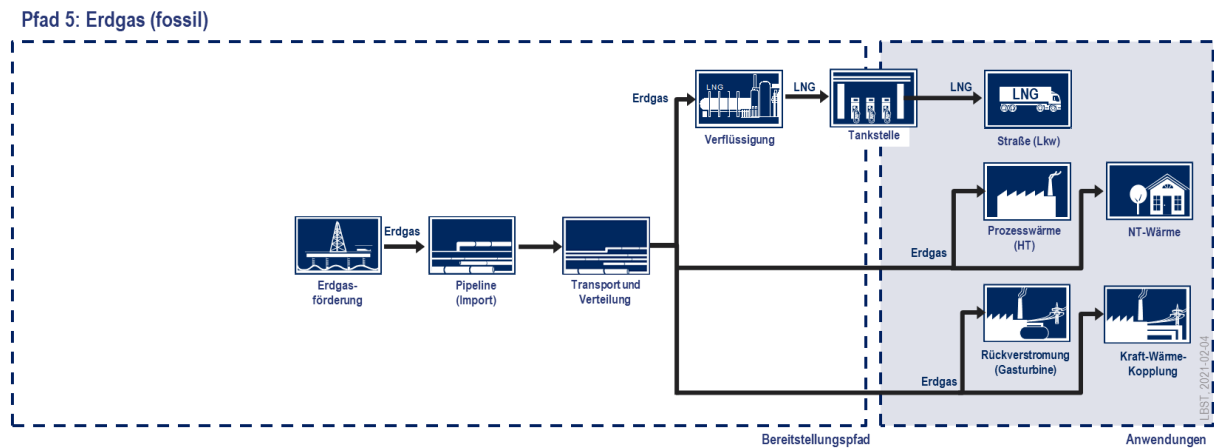 Pfad 5: Erdgas (fossil)
LNG
Erdgas
LNG
LNG
LNG
Verflüssigung
Tankstelle
Straße (Lkw)
Erdgas
Erdgas-
förderung
Pipeline
(Import)
Transport und
Verteilung
Erdgas
Prozesswärme
(HT)
NT-Wärme
Erdgas
Rückverstromung
(Gasturbine)
Kraft-Wärme-
Kopplung
LBST, 2021-02-04
Bereitstellungspfad
Anwendungen